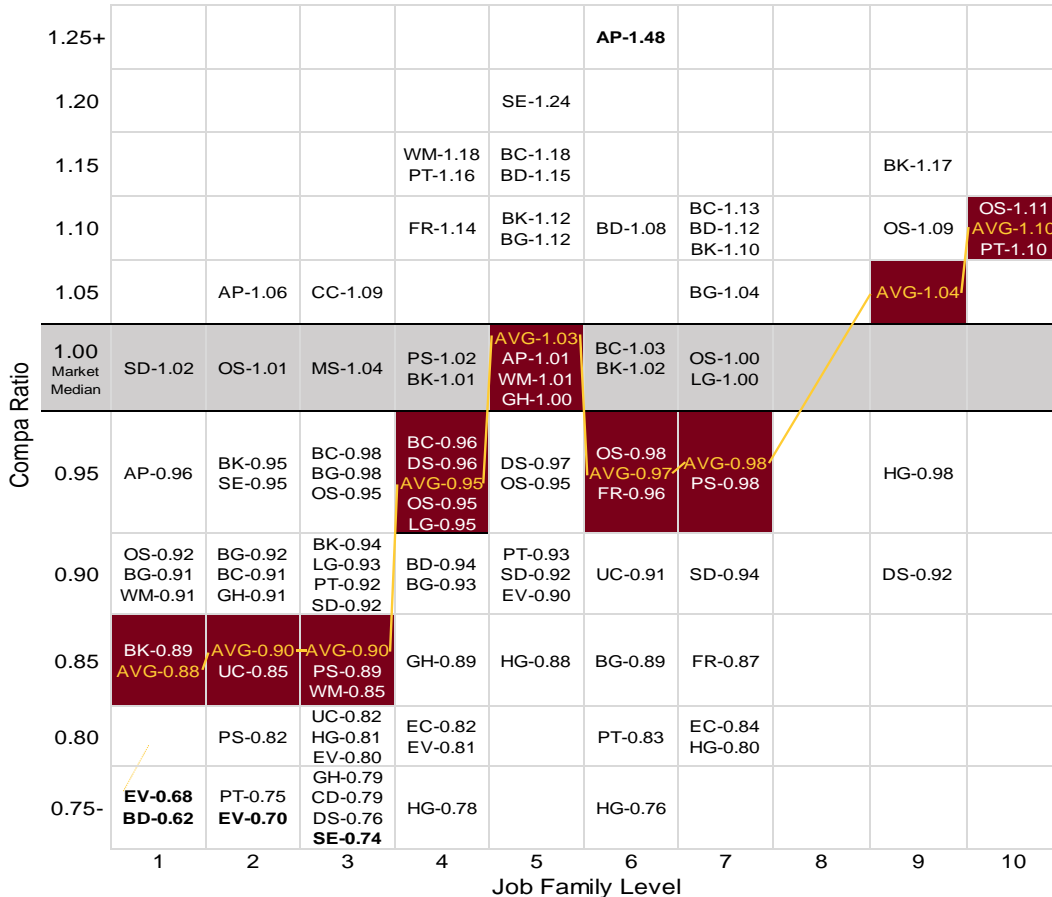 1.25+
AP-1.48
1.20
SE-1.24
1.15
WM-1.18
PT-1.16
BC-1.18
BD-1.15
BK-1.17
1.10
FR-1.14
BK-1.12
BG-1.12
BD-1.08
BC-1.13
BD-1.12
BK-1.10
OS-1.09
OS-1.11
AVG-1.10
PT-1.10
1.05
AP-1.06
CC-1.09
BG-1.04
AVG-1.04
1.00
Market
Median
SD-1.02
OS-1.01
MS-1.04
PS-1.02
BK-1.01
AVG-1.03
AP-1.01
WM-1.01
GH-1.00
BC-1.03
BK-1.02
OS-1.00
LG-1.00
0.95
AP-0.96
BK-0.95
SE-0.95
BC-0.98
BG-0.98
OS-0.95
BC-0.96
DS-0.96
AVG-0.95
OS-0.95
LG-0.95
DS-0.97
OS-0.95
OS-0.98
AVG-0.97
FR-0.96
AVG-0.98
PS-0.98
HG-0.98
0.90
OS-0.92
BG-0.91
WM-0.91
BG-0.92
BC-0.91
GH-0.91
BK-0.94
LG-0.93
PT-0.92
SD-0.92
BD-0.94
BG-0.93
PT-0.93
SD-0.92
EV-0.90
UC-0.91
SD-0.94
DS-0.92
0.85
BK-0.89
AVG-0.88
AVG-0.90
UC-0.85
AVG-0.90
PS-0.89
WM-0.85
GH-0.89
HG-0.88
BG-0.89
FR-0.87
0.80
PS-0.82
UC-0.82
HG-0.81
EV-0.80
EC-0.82
EV-0.81
PT-0.83
EC-0.84
HG-0.80
0.75-
EV-0.68
BD-0.62
PT-0.75
EV-0.70
GH-0.79
CD-0.79
DS-0.76
SE-0.74
HG-0.78
HG-0.76
1 2 3 4 5 6 7 8 9 10
Job Family Level
Compa Ratio